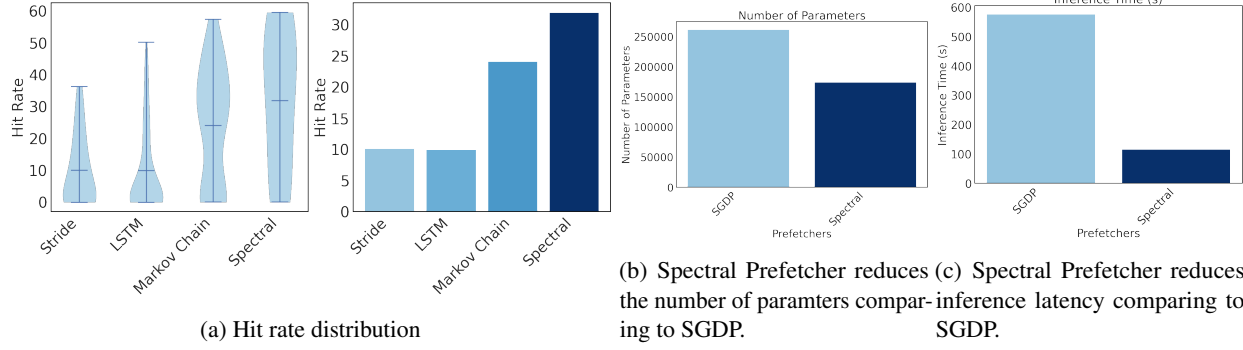 Hit Rate
60
50
40
30
20
10
0
Stride
LSTM
Markov Chain
Spectral
Hit Rate
30
25
20
15
10
5
0
Stride
LSTM
Markov Chain
Spectral
(a) Hit rate distribution
Number of Parameters
Number of Parameters
250000
200000
150000
100000
50000
0
SGDP
Spectral
Prefetchers
(b) Spectral Prefetcher reduces
the number of paramters compar-
ing to SGDP.
Inference Time (s)
Inference Time (s)
600
500
400
300
200
100
0
SGDP
Spectral
Prefetchers
(c) Spectral Prefetcher reduces
inference latency comparing to
SGDP.